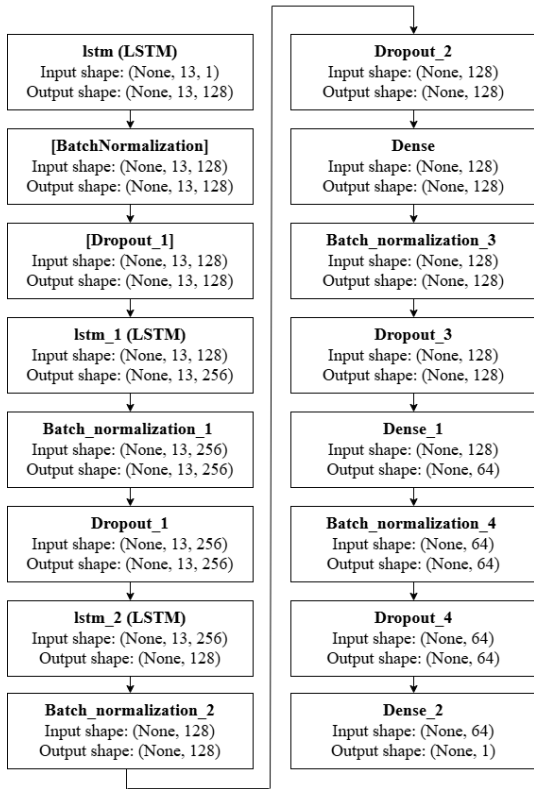 lstm (LSTM)
Input shape: (None, 13, 1)
Output shape: (None, 13, 128)
[BatchNormalization]
Input shape: (None, 13, 128)
Output shape: (None, 13, 128)
[Dropout_1]
Input shape: (None, 13, 128)
Output shape: (None, 13, 128)
lstm_1 (LSTM)
Input shape: (None, 13, 128)
Output shape: (None, 13, 256)
Batch_normalization_1
Input shape: (None, 13, 256)
Output shape: (None, 13, 256)
Dropout_1
Input shape: (None, 13, 256)
Output shape: (None, 13, 256)
lstm_2 (LSTM)
Input shape: (None, 13, 256)
Output shape: (None, 128)
Batch_normalization_2
Input shape: (None, 128)
Output shape: (None, 128)
Dropout_2
Input shape: (None, 128)
Output shape: (None, 128)
Dense
Input shape: (None, 128)
Output shape: (None, 128)
Batch_normalization_3
Input shape: (None, 128)
Output shape: (None, 128)
Dropout_3
Input shape: (None, 128)
Output shape: (None, 128)
Dense_1
Input shape: (None, 128)
Output shape: (None, 64)
Batch_normalization_4
Input shape: (None, 64)
Output shape: (None, 64)
Dropout_4
Input shape: (None, 64)
Output shape: (None, 64)
Dense_2
Input shape: (None, 64)
Output shape: (None, 1)